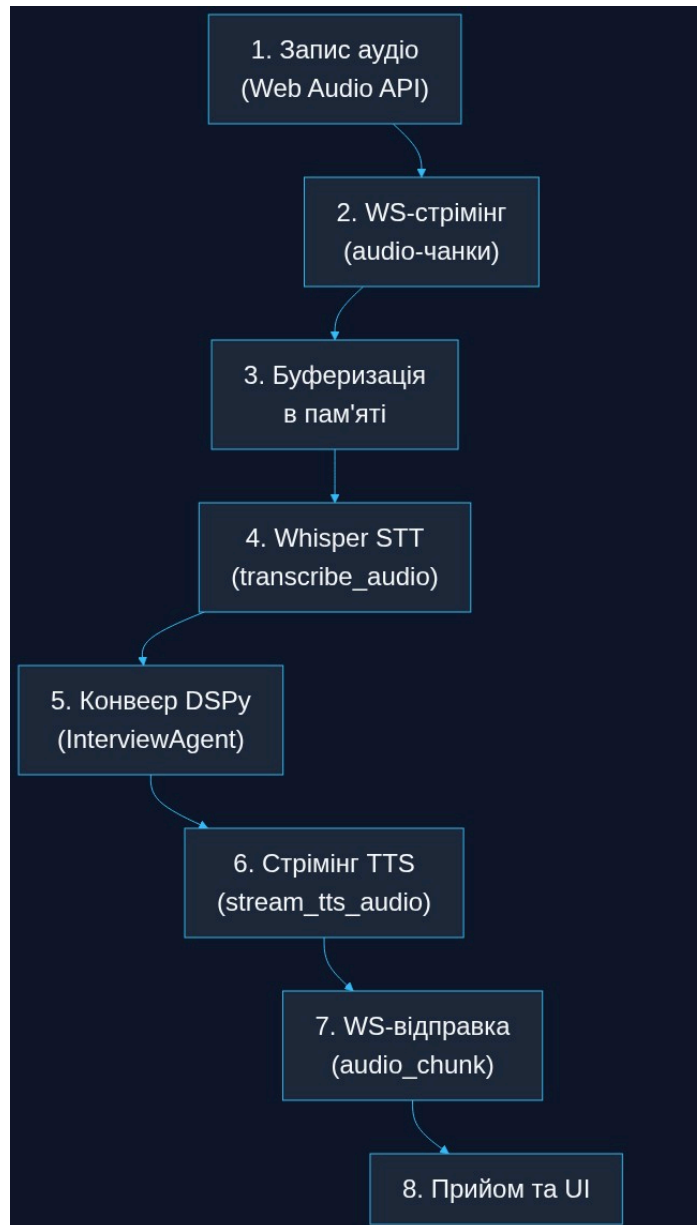 1. Запис аудіо
(Web Audio API)
2. WS-стрімінг
(audio-чанки)
3. Буферизація
в пам'яті
4. Whisper STT
(transcribe_audio)
5. Конвеєр DSPy
(InterviewAgent)
6. Стрімінг TTS
(stream_tts_audio)
7. WS-відправка
(audio_chunk)
8. Прийом та UI